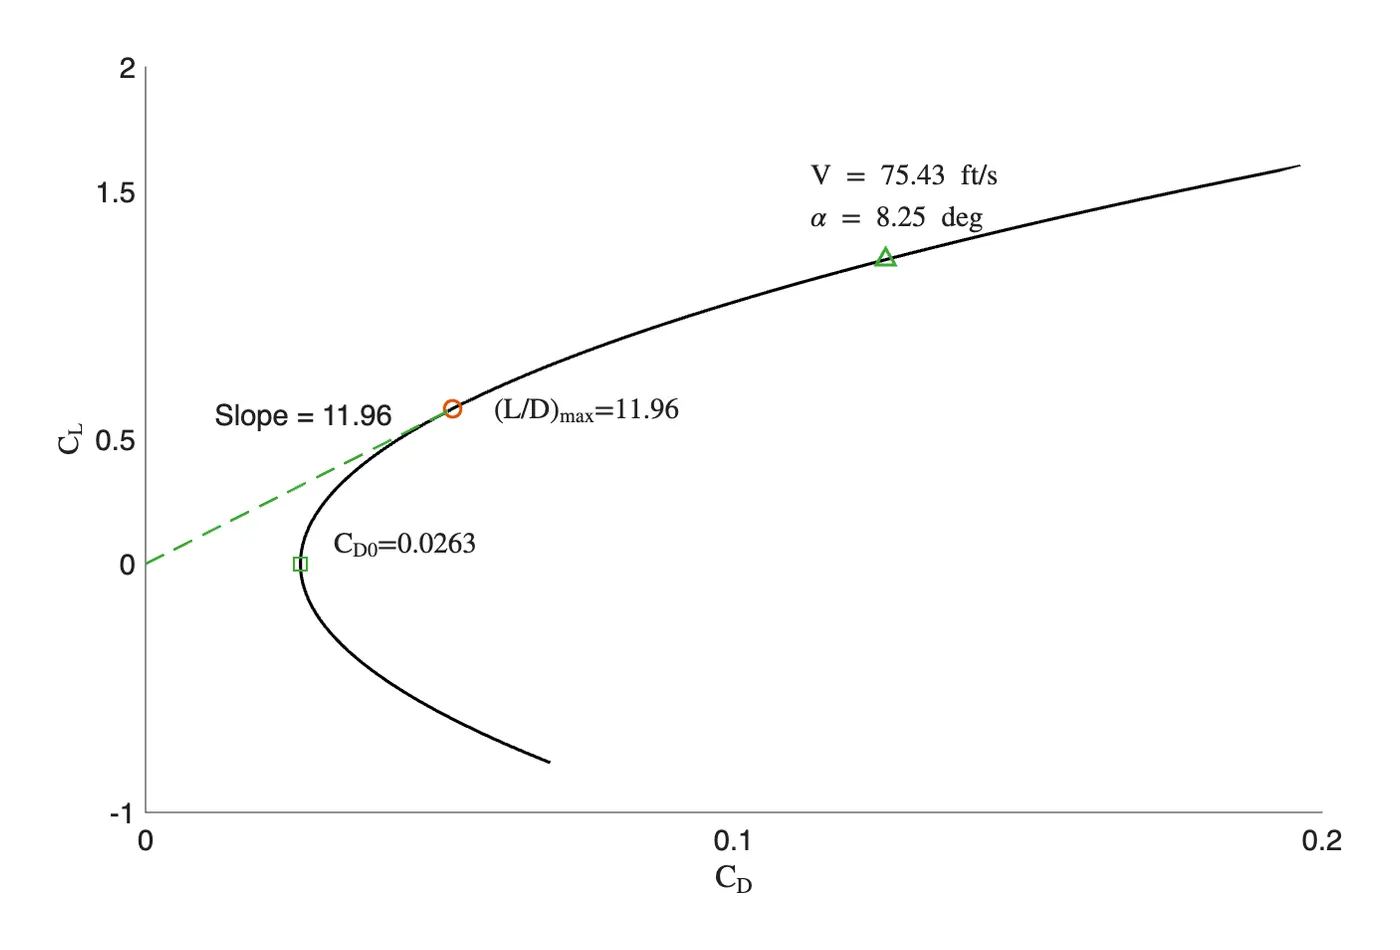 2
1.5
V = 75.43 ft/s
α = 8.25 deg
Slope = 11.96
(L/D)max=11.96
CL
0.5
CD0=0.0263
0
-1
0
0.1
0.2
CD